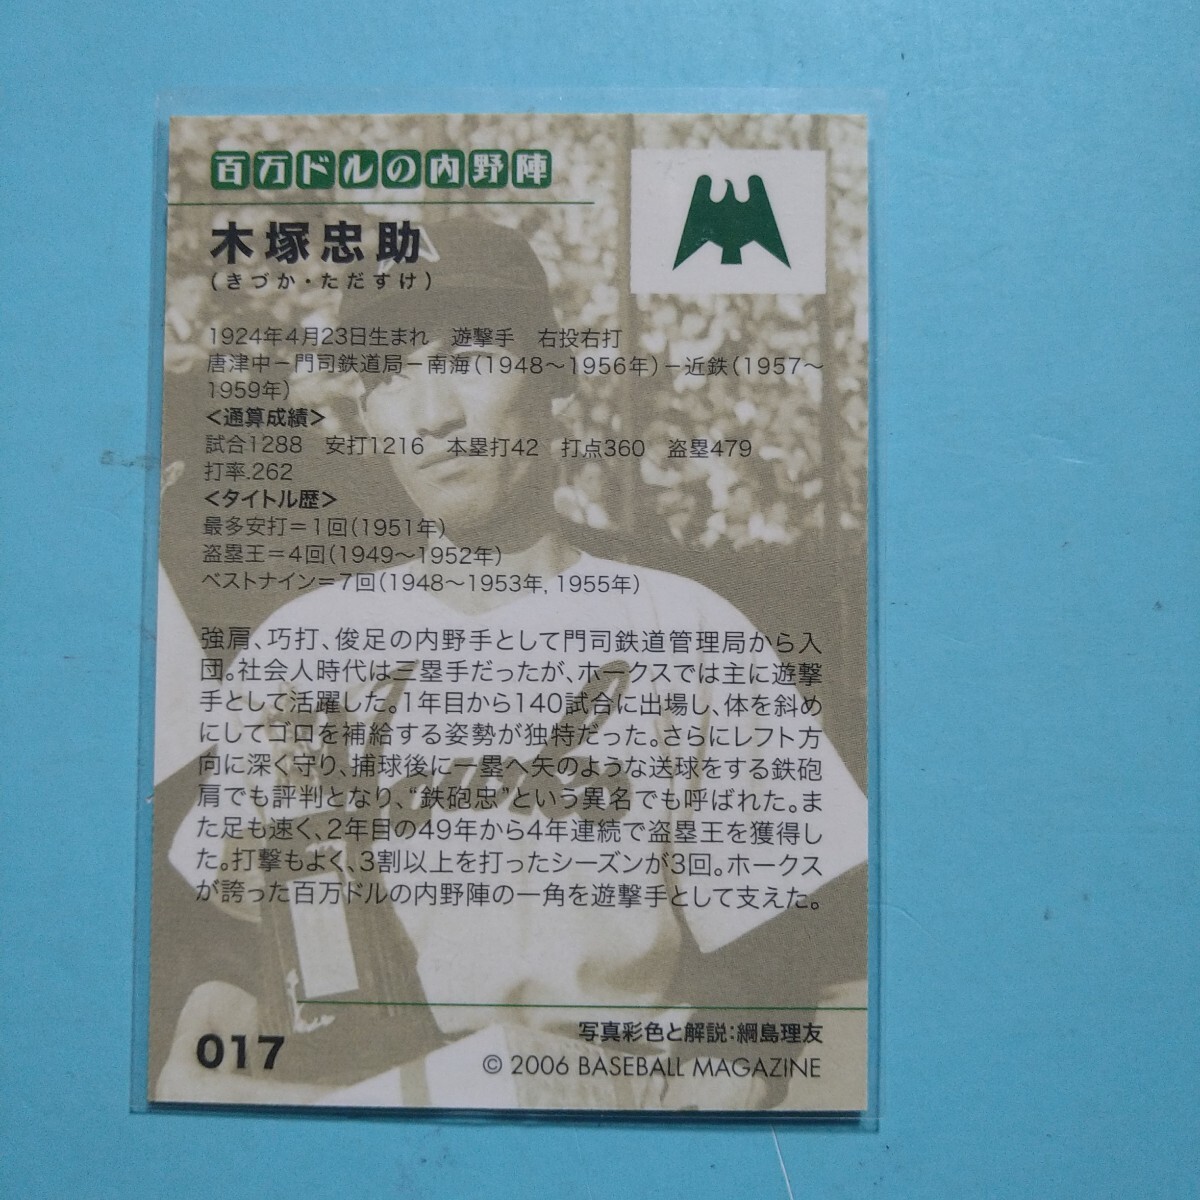 百万ドルの内野陣
木塚忠助
(きづか・ただすけ)
1924年4月23日生まれ　遊撃手　右投右打
唐津中－門司鉄道局－南海(1948～1956年)－近鉄(1957～
1959年)
<通算成績>
試合1288　安打1216　本塁打42　打点360　盗塁479
打率.262
<タイトル歴>
最多安打＝1回(1951年)
盗塁王＝4回(1949～1952年)
ベストナイン＝7回(1948～1953年, 1955年)
強肩、巧打、俊足の内野手として門司鉄道管理局から入
団。社会人時代は三塁手だったが、ホークスでは主に遊撃
手として活躍した。1年目から140試合に出場し、体を斜め
にしてゴロを補給する姿勢が独特だった。さらにレフト方
向に深く守り、捕球後に一塁へ矢のような送球をする鉄砲
肩でも評判となり、“鉄砲忠”という異名でも呼ばれた。ま
た足も速く、2年目の49年から4年連続で盗塁王を獲得し
た。打撃もよく、3割以上を打ったシーズンが3回。ホークス
が誇った百万ドルの内野陣の一角を遊撃手として支えた。
017
写真彩色と解説：綱島理友
© 2006 BASEBALL MAGAZINE